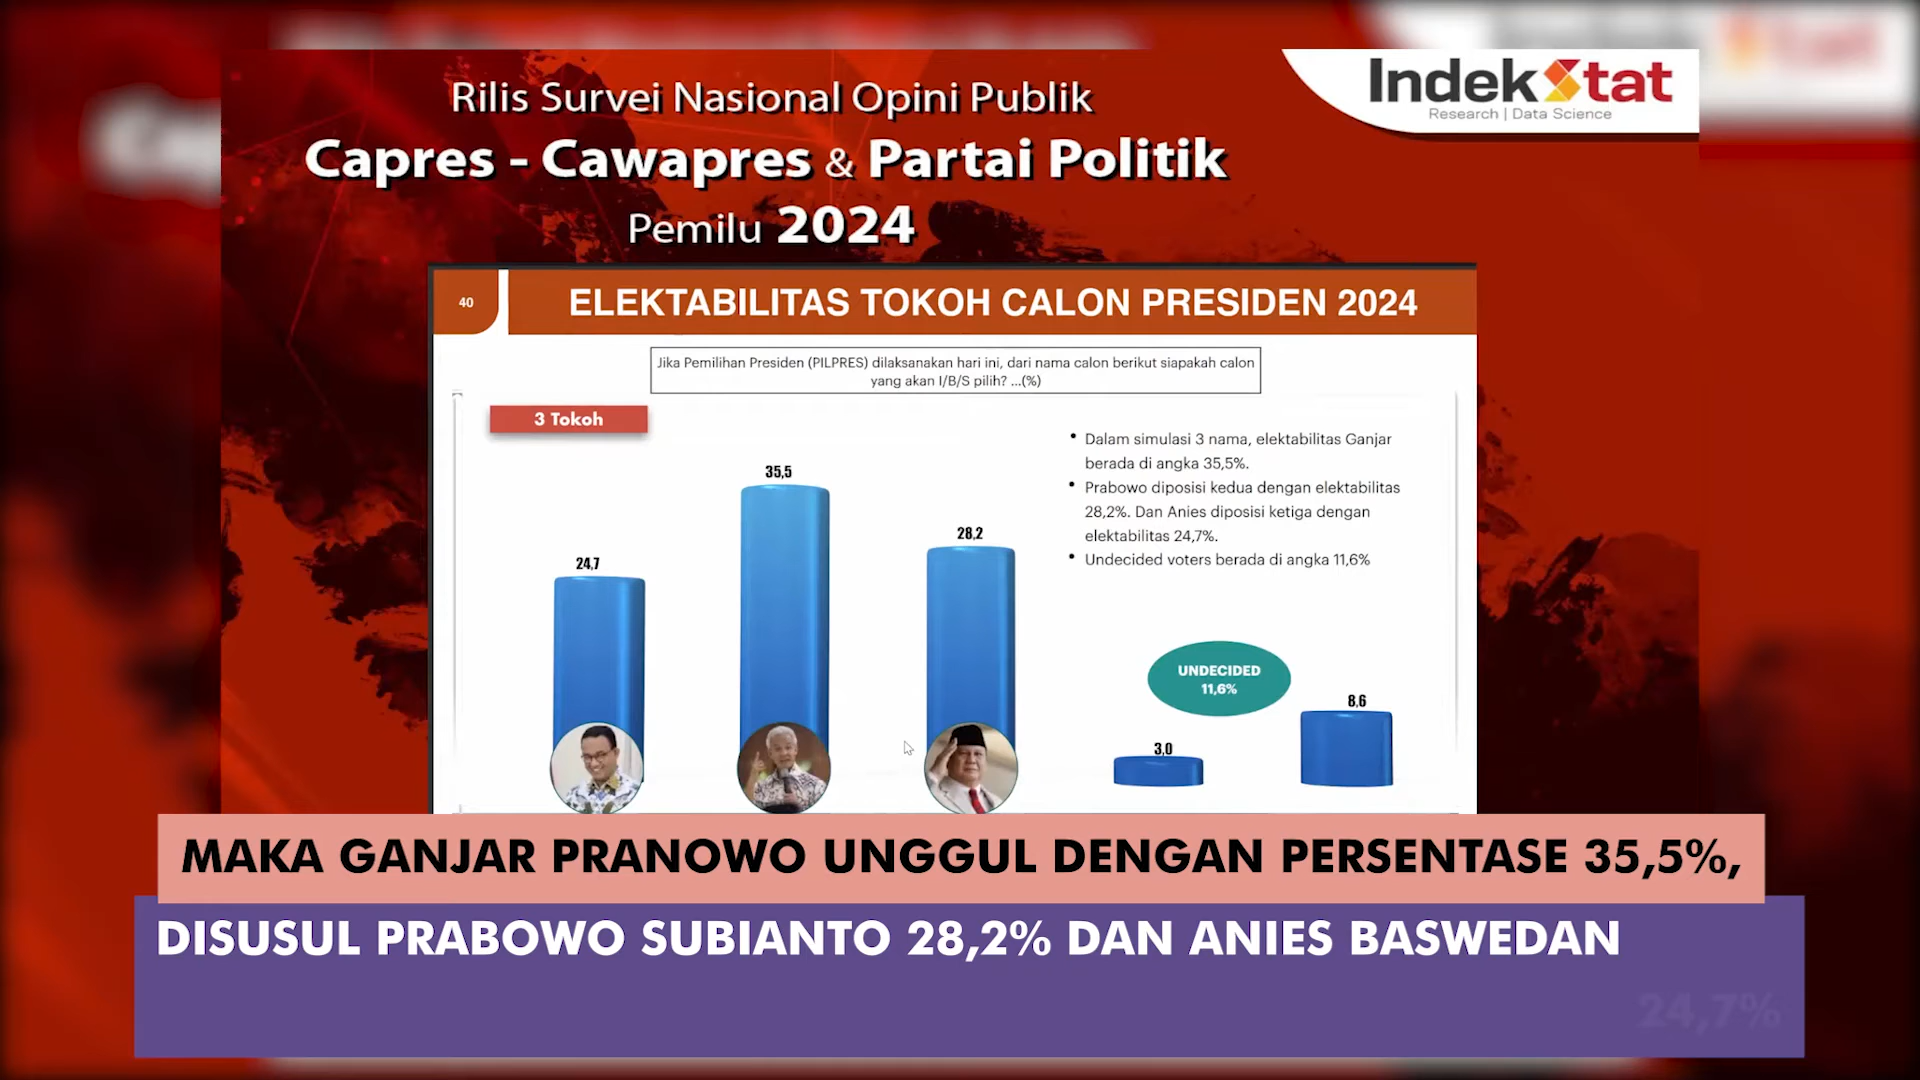 Rilis Survei Nasional Opini Publik
Capres - Cawapres & Partai Politik
Pemilu 2024
IndekStat
Research | Data Science
40
ELEKTABILITAS TOKOH CALON PRESIDEN 2024
Jika Pemilihan Presiden (PILPRES) dilaksanakan hari ini, dari nama calon berikut siapakah calon
yang akan I/B/S pilih? ...(%)
3 Tokoh
24,7
35,5
28,2
• Dalam simulasi 3 nama, elektabilitas Ganjar
berada di angka 35,5%.
• Prabowo diposisi kedua dengan elektabilitas
28,2%. Dan Anies diposisi ketiga dengan
elektabilitas 24,7%.
• Undecided voters berada di angka 11,6%
UNDECIDED
11,6%
3,0
8,6
MAKA GANJAR PRANOWO UNGGUL DENGAN PERSENTASE 35,5%,
DISUSUL PRABOWO SUBIANTO 28,2% DAN ANIES BASWEDAN
24,7%